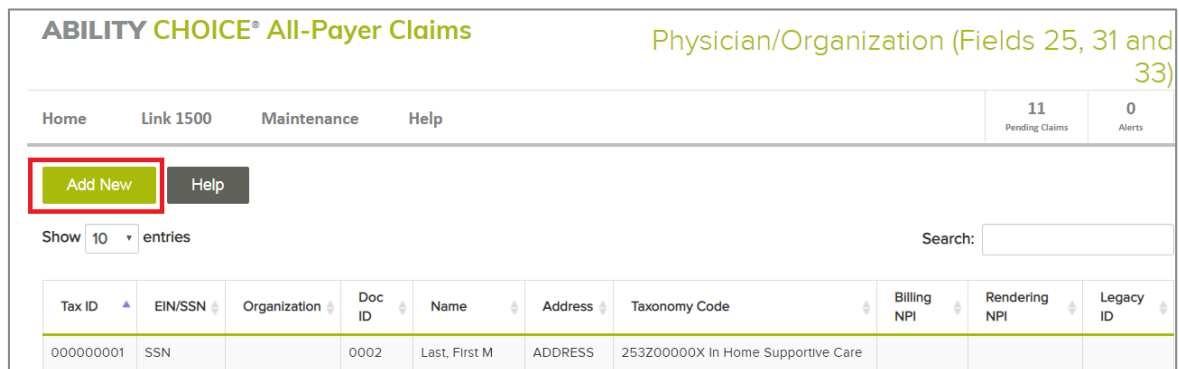 ABILITY CHOICE® All-Payer Claims
Physician/Organization (Fields 25, 31 and
33)
Home Link 1500 Maintenance Help
11
Pending Claims
0
Alerts
Add New Help
Show 10 entries
Search:
Tax ID EIN/SSN Organization Doc ID Name Address Taxonomy Code Billing NPI Rendering NPI Legacy ID
000000001 SSN 0002 Last, First M ADDRESS 253Z00000X In Home Supportive Care